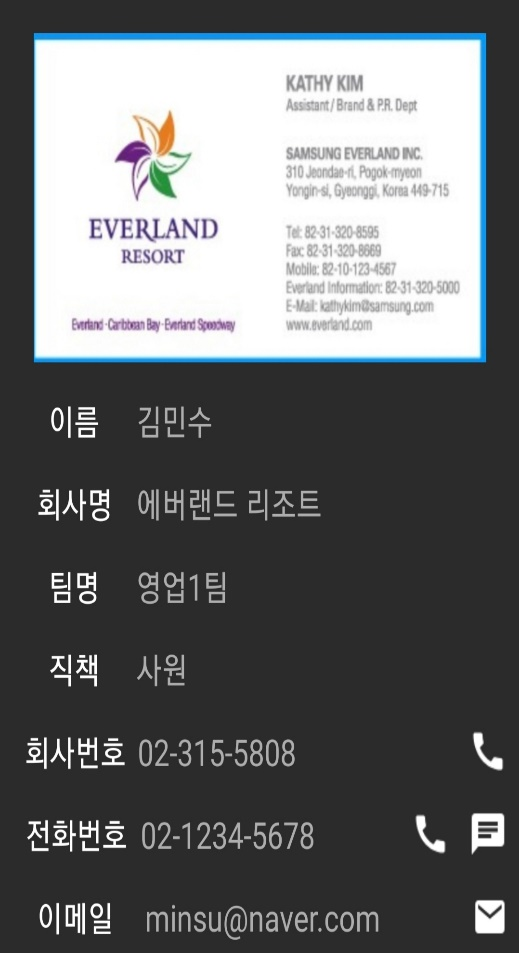 EVERLAND
RESORT
Everland · Caribbean Bay · Everland Speedway
KATHY KIM
Assistant / Brand & P.R. Dept
SAMSUNG EVERLAND INC.
310 Jeondae-ri, Pogok-myeon
Yongin-si, Gyeonggi, Korea 449-715
Tel: 82-31-320-8595
Fax: 82-31-320-8669
Mobile: 82-10-123-4567
Everland Information: 82-31-320-5000
E-Mail: kathykim@samsung.com
www.everland.com
이름 김민수
회사명 에버랜드 리조트
팀명 영업1팀
직책 사원
회사번호 02-315-5808
전화번호 02-1234-5678
이메일 minsu@naver.com